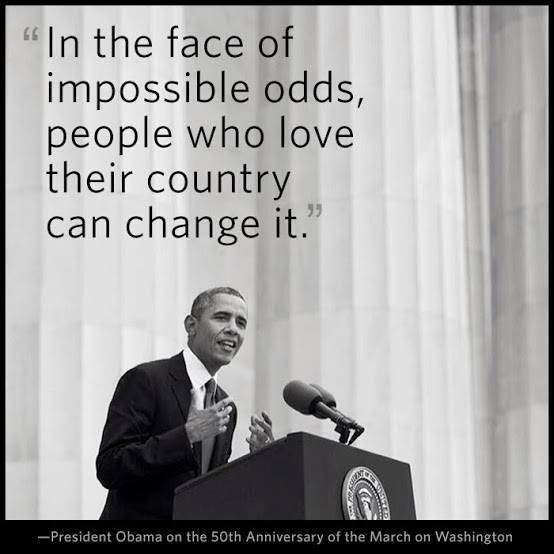 “In the face of
impossible odds,
people who love
their country
can change it.”
—President Obama on the 50th Anniversary of the March on Washington